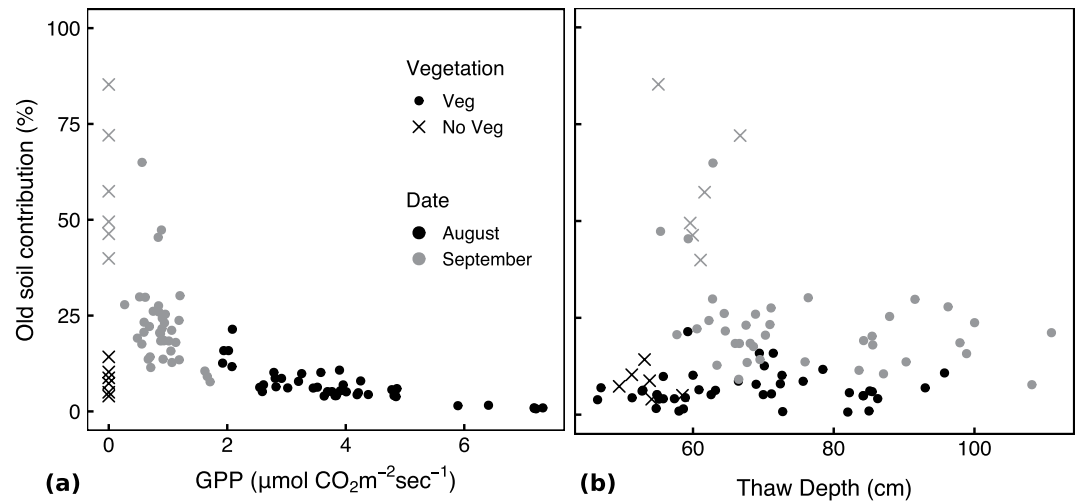 100
75
50
25
0
Old soil contribution (%)
Vegetation
Veg
No Veg
Date
August
September
0 2 4 6 8
(a)
GPP (μmol CO₂m⁻²sec⁻¹)
60 80 100
(b)
Thaw Depth (cm)